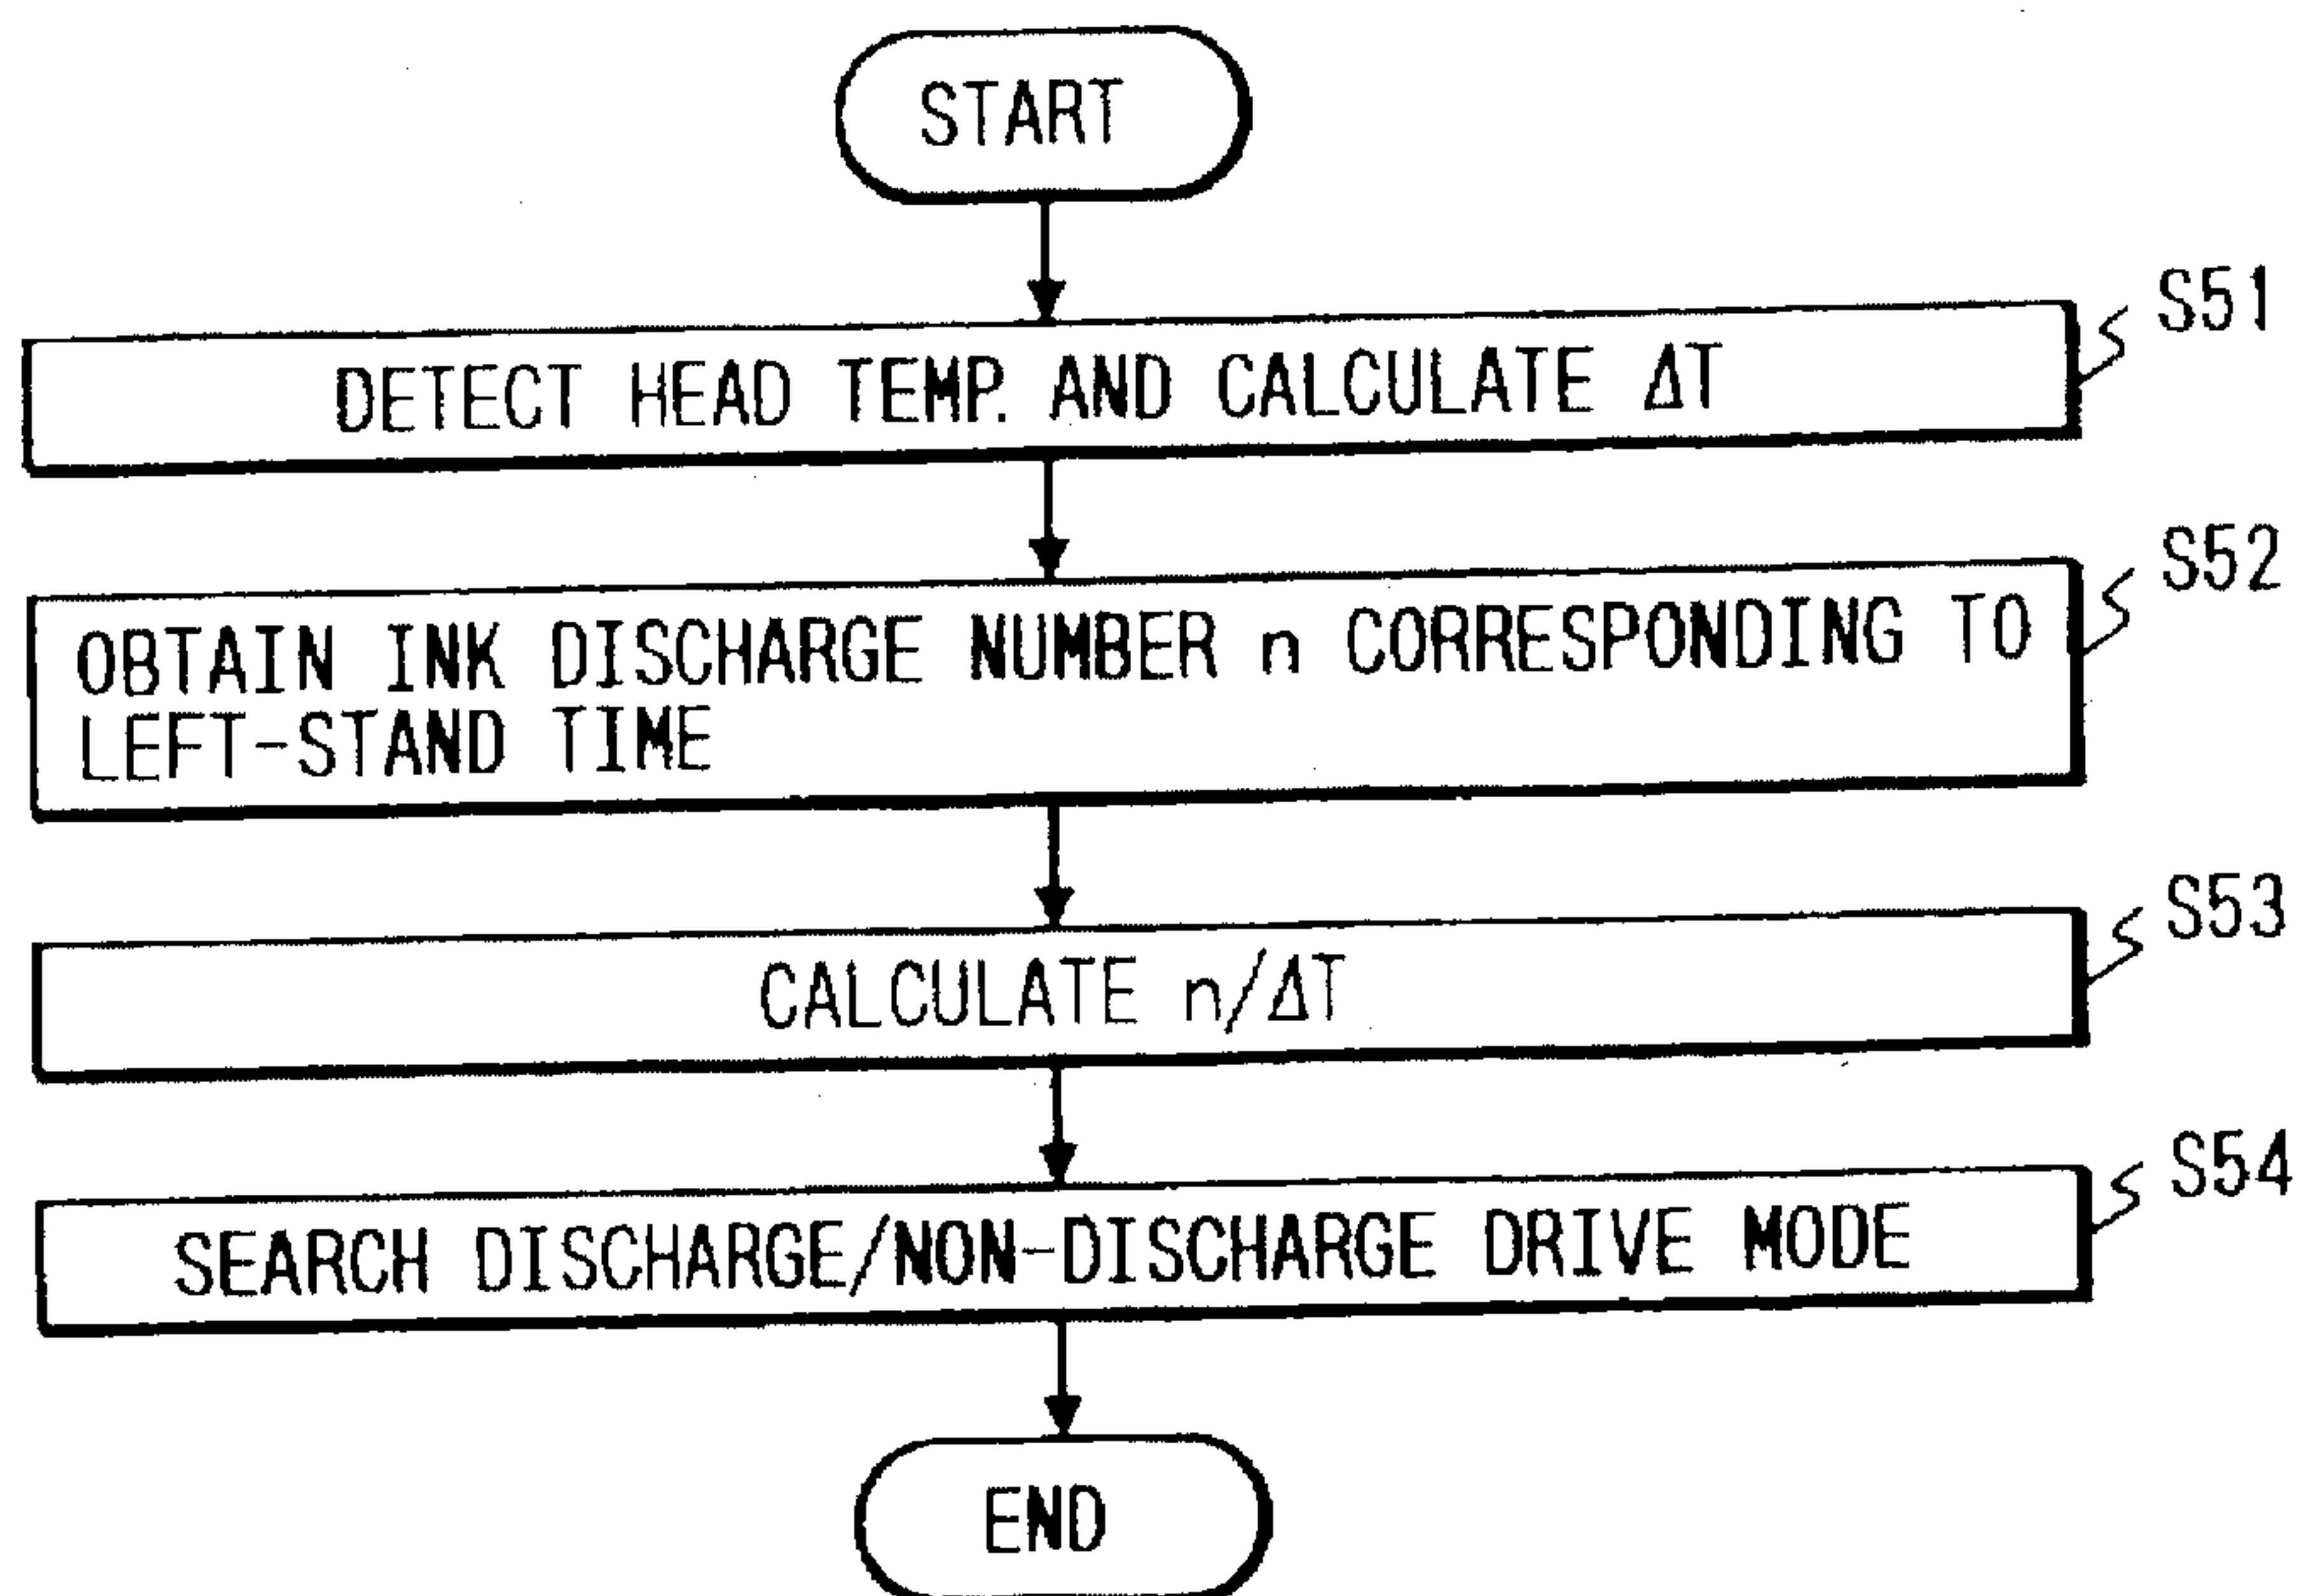 START
S51
DETECT HEAD TEMP. AND CALCULATE ΔT
S52
OBTAIN INK DISCHARGE NUMBER n CORRESPONDING TO
LEFT-STAND TIME
S53
CALCULATE n/ΔT
S54
SEARCH DISCHARGE/NON-DISCHARGE DRIVE MODE
END